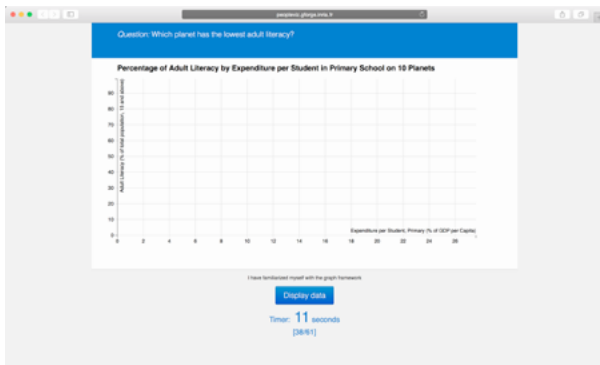 Question: Which planet has the lowest adult literacy?
Percentage of Adult Literacy by Expenditure per Student in Primary School on 10 Planets
Adult Literacy (% of total population, 15 and above)
90
80
70
60
50
40
30
20
10
0
Expenditure per Student, Primary (% of GDP per Capita)
0 2 4 6 8 10 12 14 16 18 20 22 24 26
I have familiarized myself with the graph framework
Display data
Timer: 11 seconds
[38/61]